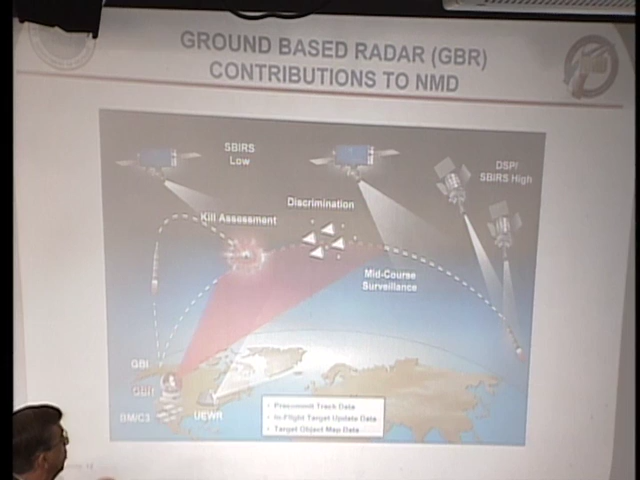 GROUND BASED RADAR (GBR)
CONTRIBUTIONS TO NMD
SBIRS
Low
DSP/
SBIRS High
Discrimination
Kill Assessment
Mid-Course
Surveillance
GBI
GBR
BM/C3
UEWR
- Precommit Track Data
- In-Flight Target Update Data
- Target Object Map Data